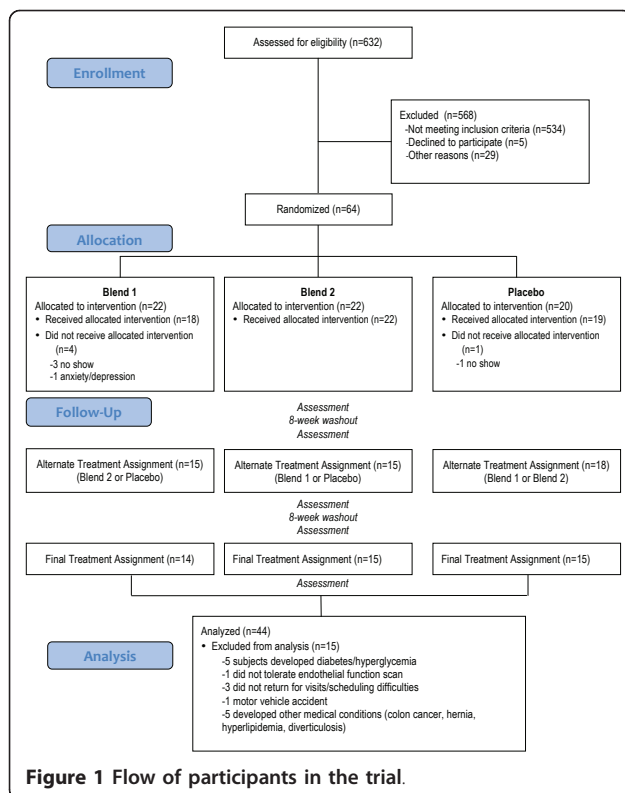 Assessed for eligibility (n=632)
Enrollment
Excluded (n=568)
-Not meeting inclusion criteria (n=534)
-Declined to participate (n=5)
-Other reasons (n=29)
Randomized (n=64)
Allocation
Blend 1
Allocated to intervention (n=22)
• Received allocated intervention (n=18)
• Did not receive allocated intervention
(n=4)
-3 no show
-1 anxiety/depression
Blend 2
Allocated to intervention (n=22)
• Received allocated intervention (n=22)
Placebo
Allocated to intervention (n=20)
• Received allocated intervention (n=19)
• Did not receive allocated intervention
(n=1)
-1 no show
Follow-Up
Assessment
8-week washout
Assessment
Alternate Treatment Assignment (n=15)
(Blend 2 or Placebo)
Alternate Treatment Assignment (n=15)
(Blend 1 or Placebo)
Alternate Treatment Assignment (n=18)
(Blend 1 or Blend 2)
Assessment
8-week washout
Assessment
Final Treatment Assignment (n=14)
Final Treatment Assignment (n=15)
Final Treatment Assignment (n=15)
Assessment
Analysis
Analyzed (n=44)
• Excluded from analysis (n=15)
-5 subjects developed diabetes/hyperglycemia
-1 did not tolerate endothelial function scan
-3 did not return for visits/scheduling difficulties
-1 motor vehicle accident
-5 developed other medical conditions (colon cancer, hernia,
hyperlipidemia, diverticulosis)
Figure 1 Flow of participants in the trial.